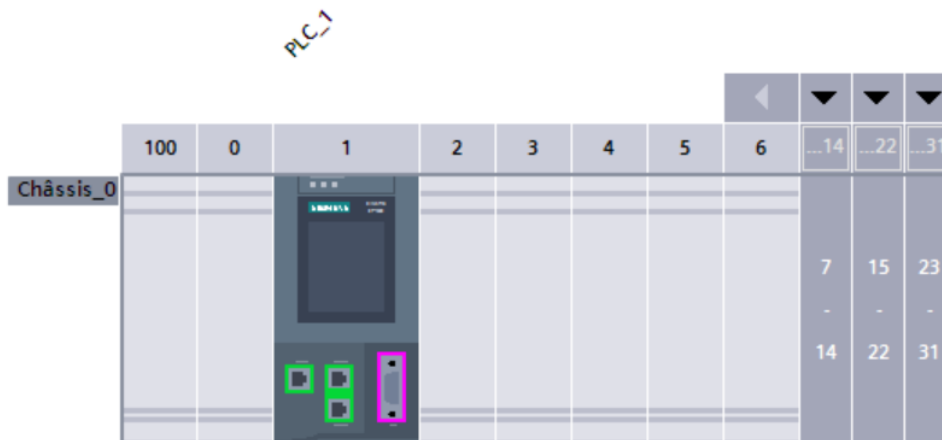 PLC_1
...14 ...22 ...31
100 0 1 2 3 4 5 6
Châssis_0
SIEMENS
7 15 23
- - -
14 22 31